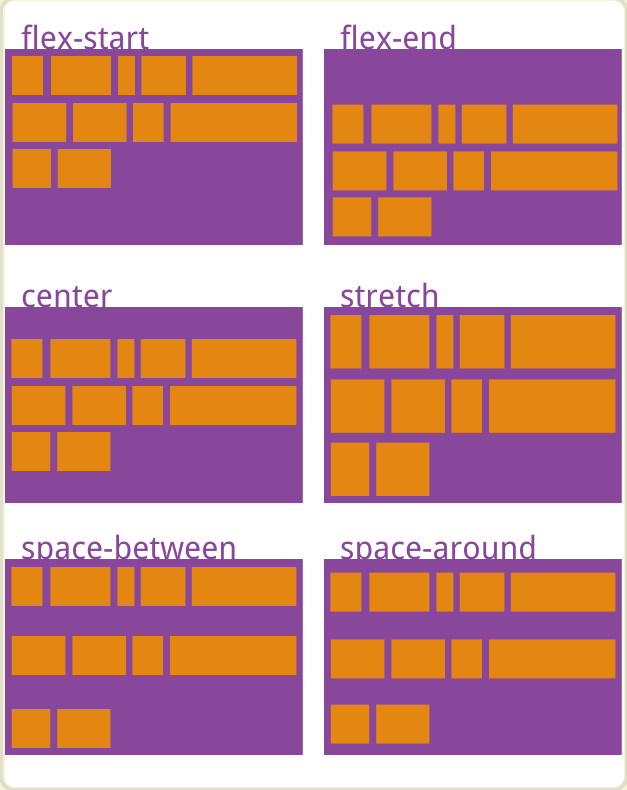 flex-start
flex-end
center
stretch
space-between
space-around